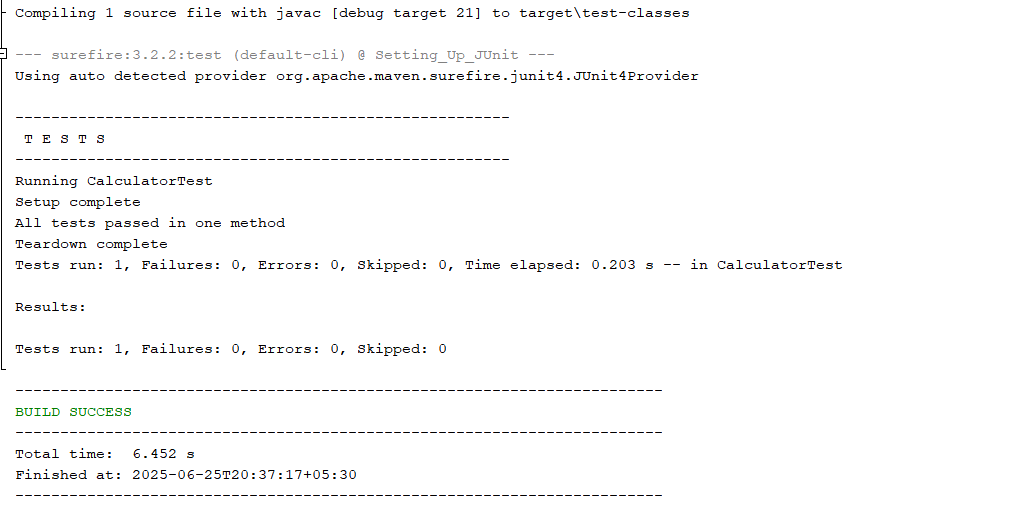 Compiling 1 source file with javac [debug target 21] to target\test-classes
--- surefire:3.2.2:test (default-cli) @ Setting_Up_JUnit ---
Using auto detected provider org.apache.maven.surefire.junit4.JUnit4Provider
-------------------------------------------------------
T E S T S
-------------------------------------------------------
Running CalculatorTest
Setup complete
All tests passed in one method
Teardown complete
Tests run: 1, Failures: 0, Errors: 0, Skipped: 0, Time elapsed: 0.203 s -- in CalculatorTest
Results:
Tests run: 1, Failures: 0, Errors: 0, Skipped: 0
------------------------------------------------------------------------
BUILD SUCCESS
------------------------------------------------------------------------
Total time:  6.452 s
Finished at: 2025-06-25T20:37:17+05:30
------------------------------------------------------------------------